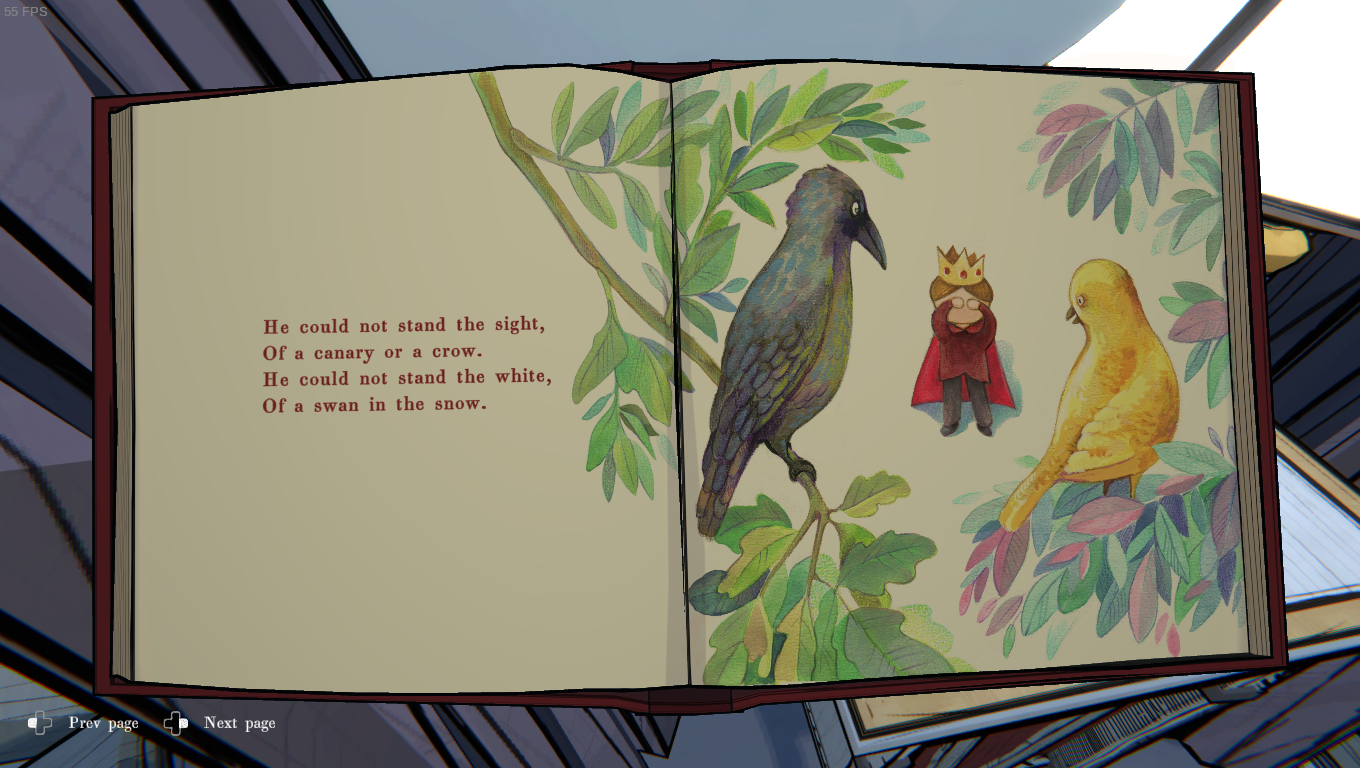 55 FPS
He could not stand the sight,
Of a canary or a crow.
He could not stand the white,
Of a swan in the snow.
Prev page
Next page